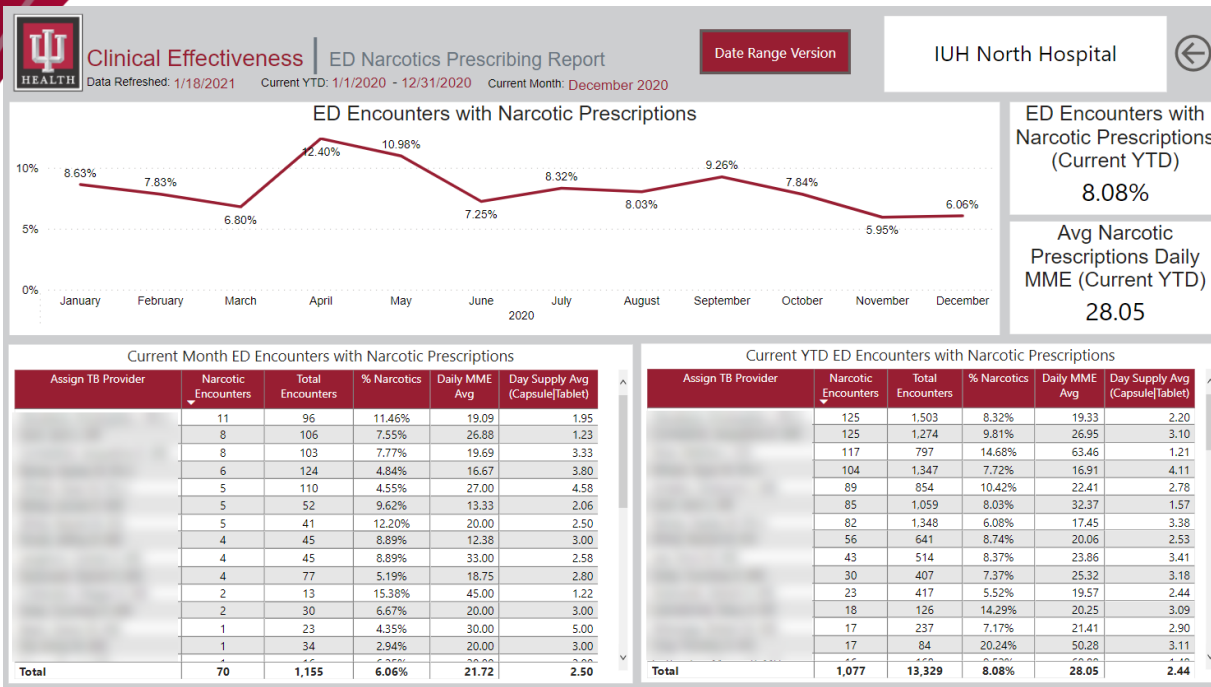 HEALTH
Clinical Effectiveness
ED Narcotics Prescribing Report
Data Refreshed: 1/18/2021 Current YTD: 1/1/2020 - 12/31/2020 Current Month: December 2020
Date Range Version
IUH North Hospital
ED Encounters with Narcotic Prescriptions
10%
5%
0%
8.63%
7.83%
6.80%
12.40%
10.98%
7.25%
8.32%
8.03%
9.26%
7.84%
5.95%
6.06%
January February March April May June July August September October November December
2020
ED Encounters with
Narcotic Prescriptions
(Current YTD)
8.08%
Avg Narcotic
Prescriptions Daily
MME (Current YTD)
28.05
Current Month ED Encounters with Narcotic Prescriptions
Assign TB Provider Narcotic Encounters Total Encounters % Narcotics Daily MME Avg Day Supply Avg (Capsule|Tablet)
11 96 11.46% 19.09 1.95
8 106 7.55% 26.88 1.23
8 103 7.77% 19.69 3.33
6 124 4.84% 16.67 3.80
5 110 4.55% 27.00 4.58
5 52 9.62% 13.33 2.06
5 41 12.20% 20.00 2.50
4 45 8.89% 12.38 3.00
4 45 8.89% 33.00 2.58
4 77 5.19% 18.75 2.80
2 13 15.38% 45.00 1.22
2 30 6.67% 20.00 3.00
1 23 4.35% 30.00 5.00
1 34 2.94% 20.00 3.00
Total 70 1,155 6.06% 21.72 2.50
Current YTD ED Encounters with Narcotic Prescriptions
Assign TB Provider Narcotic Encounters Total Encounters % Narcotics Daily MME Avg Day Supply Avg (Capsule|Tablet)
125 1,503 8.32% 19.33 2.20
125 1,274 9.81% 26.95 3.10
117 797 14.68% 63.46 1.21
104 1,347 7.72% 16.91 4.11
89 854 10.42% 22.41 2.78
85 1,059 8.03% 32.37 1.57
82 1,348 6.08% 17.45 3.38
56 641 8.74% 20.06 2.53
43 514 8.37% 23.86 3.41
30 407 7.37% 25.32 3.18
23 417 5.52% 19.57 2.44
18 126 14.29% 20.25 3.09
17 237 7.17% 21.41 2.90
17 84 20.24% 50.28 3.11
Total 1,077 13,329 8.08% 28.05 2.44